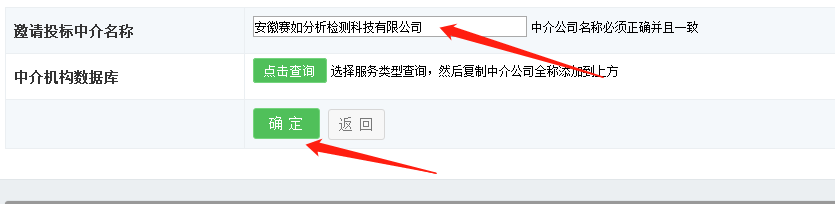 邀请投标中介名称 安徽赛如分析检测科技有限公司 中介公司名称必须正确并且一致
中介机构数据库 点击查询 选择服务类型查询，然后复制中介公司全称添加到上方
确 定 返 回